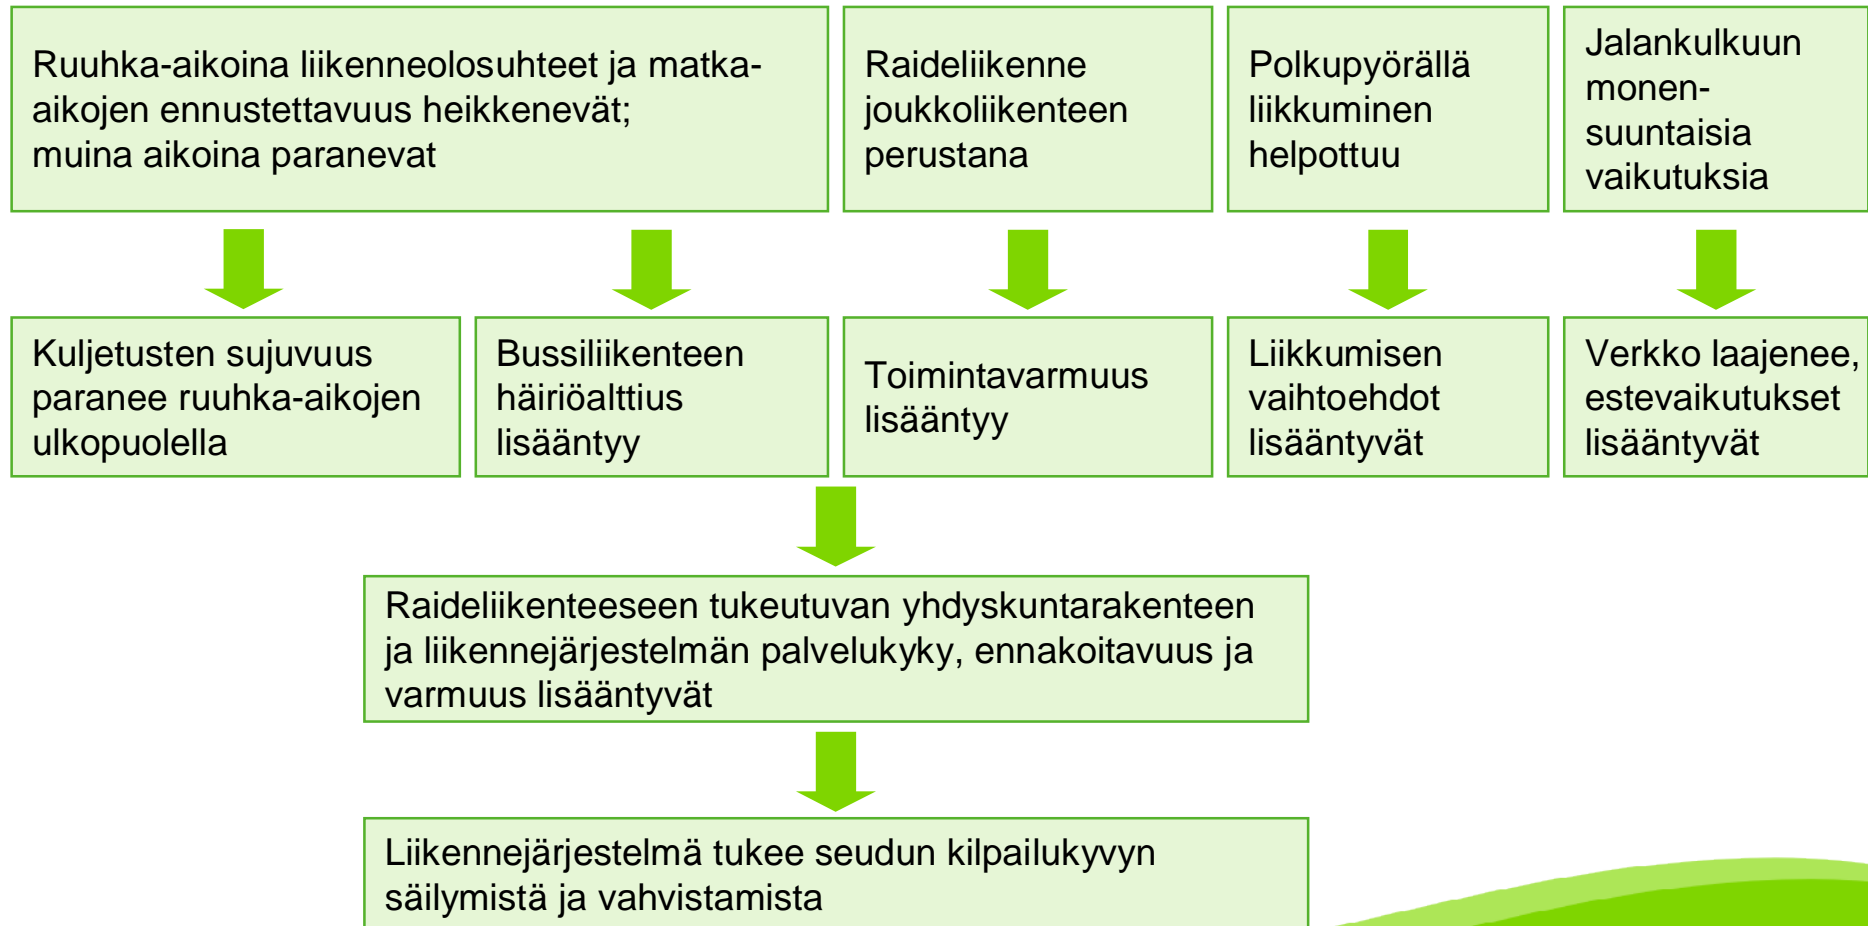 Ruuhka-aikoina liikenneolosuhteet ja matka-
aikojen ennustettavuus heikkenevät;
muina aikoina paranevat
Raideliikenne
joukkoliikenteen
perustana
Polkupyörällä
liikkuminen
helpottuu
Jalankulkuun
monen-
suuntaisia
vaikutuksia
Kuljetusten sujuvuus
paranee ruuhka-aikojen
ulkopuolella
Bussiliikenteen
häiriöalttius
lisääntyy
Toimintavarmuus
lisääntyy
Liikkumisen
vaihtoehdot
lisääntyvät
Verkko laajenee,
estevaikutukset
lisääntyvät
Raideliikenteeseen tukeutuvan yhdyskuntarakenteen
ja liikennejärjestelmän palvelukyky, ennakoitavuus ja
varmuus lisääntyvät
Liikennejärjestelmä tukee seudun kilpailukyvyn
säilymistä ja vahvistamista